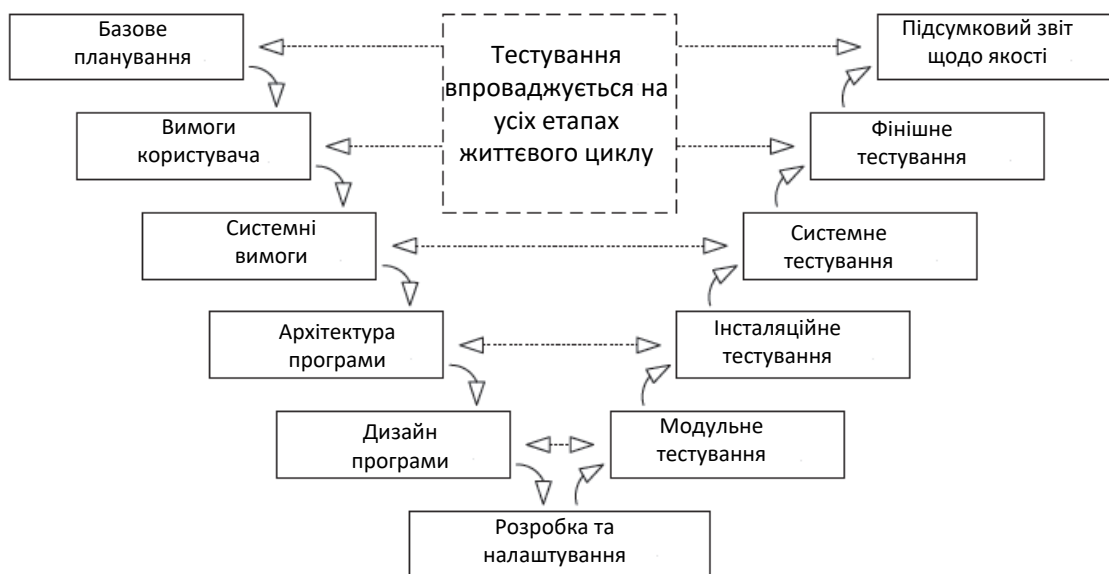 Базове
планування
Тестування
впроваджується на
усіх етапах
життєвого циклу
Підсумковий звіт
щодо якості
Вимоги
користувача
Фінішне
тестування
Системні
вимоги
Системне
тестування
Архітектура
програми
Інсталяційне
тестування
Дизайн
програми
Модульне
тестування
Розробка та
налаштування